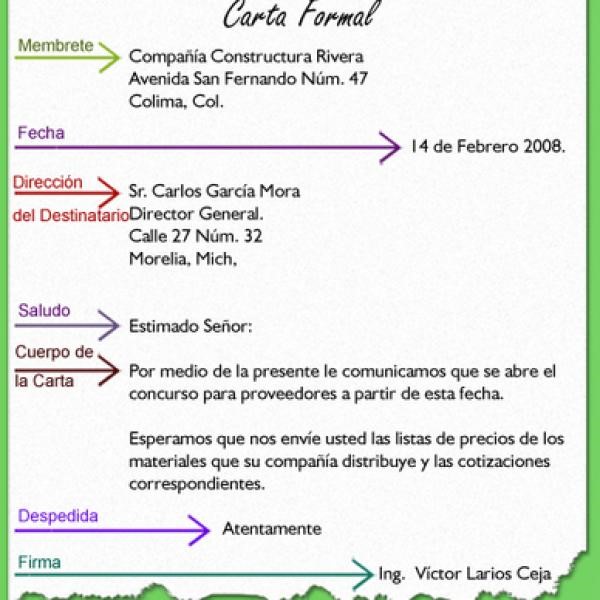 Carta Formal
Membrete
Compañía Constructura Rivera
Avenida San Fernando Núm. 47
Colima, Col.
Fecha
14 de Febrero 2008.
Dirección
del Destinatario
Sr. Carlos García Mora
Director General.
Calle 27 Núm. 32
Morelia, Mich,
Saludo
Estimado Señor:
Cuerpo de
la Carta
Por medio de la presente le comunicamos que se abre el
concurso para proveedores a partir de esta fecha.
Esperamos que nos envíe usted las listas de precios de los
materiales que su compañía distribuye y las cotizaciones
correspondientes.
Despedida
Atentamente
Firma
Ing. Víctor Larios Ceja